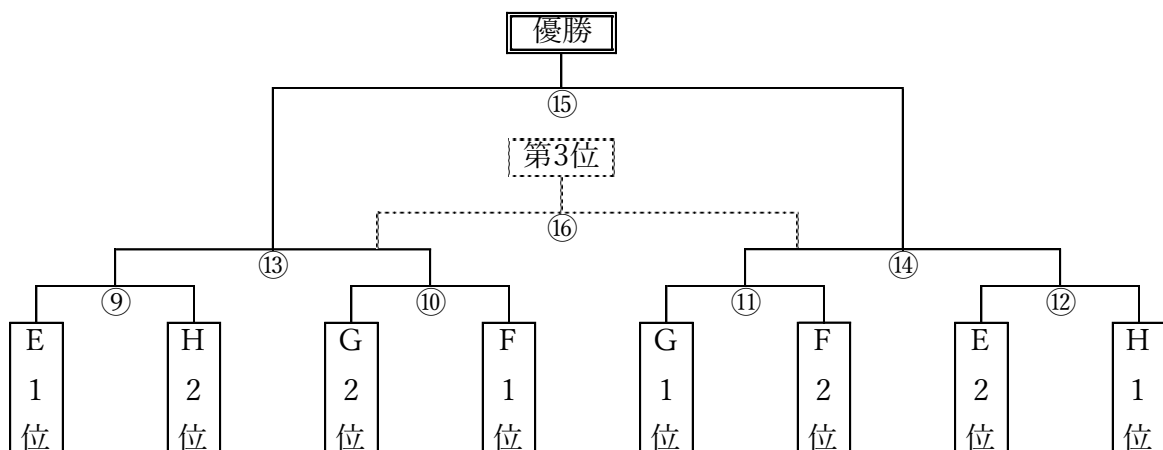 優勝
⑮
第3位
⑯
⑬ ⑭
⑨ ⑩ ⑪ ⑫
E H G F G F E H
1 2 2 1 1 2 2 1
位 位 位 位 位 位 位 位